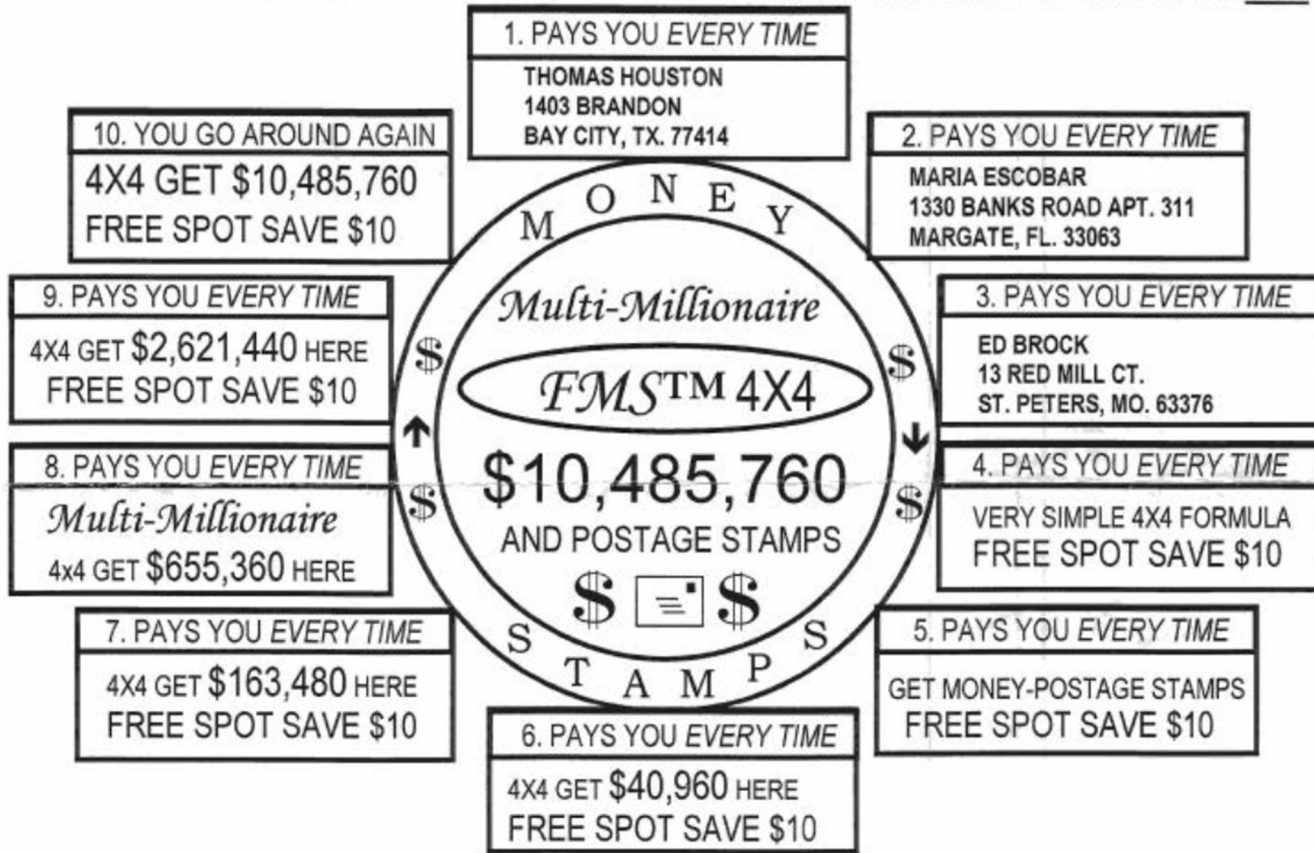 1. PAYS YOU EVERY TIME
THOMAS HOUSTON
1403 BRANDON
BAY CITY, TX. 77414
2. PAYS YOU EVERY TIME
MARIA ESCOBAR
1330 BANKS ROAD APT. 311
MARGATE, FL. 33063
3. PAYS YOU EVERY TIME
ED BROCK
13 RED MILL CT.
ST. PETERS, MO. 63376
4. PAYS YOU EVERY TIME
VERY SIMPLE 4X4 FORMULA
FREE SPOT SAVE $10
5. PAYS YOU EVERY TIME
GET MONEY-POSTAGE STAMPS
FREE SPOT SAVE $10
6. PAYS YOU EVERY TIME
4X4 GET $40,960 HERE
FREE SPOT SAVE $10
7. PAYS YOU EVERY TIME
4X4 GET $163,480 HERE
FREE SPOT SAVE $10
8. PAYS YOU EVERY TIME
Multi-Millionaire
4x4 GET $655,360 HERE
9. PAYS YOU EVERY TIME
4X4 GET $2,621,440 HERE
FREE SPOT SAVE $10
10. YOU GO AROUND AGAIN
4X4 GET $10,485,760
FREE SPOT SAVE $10
MONEY
$ $
$ $
STAMPS
Multi-Millionaire
FMS™ 4X4
$10,485,760
AND POSTAGE STAMPS
$ $